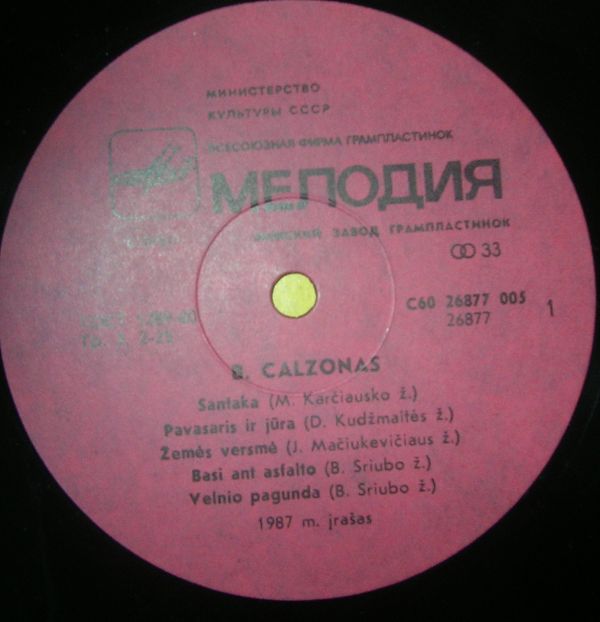 МИНИСТЕРСТВО
КУЛЬТУРЫ СССР
ВСЕСОЮЗНАЯ ФИРМА ГРАМПЛАСТИНОК
МЕЛОДИЯ
ЗАВОД ГРАМПЛАСТИНОК
33
С60 26877 005
26877
1
B. CALZONAS
Santaka (M. Karčiausko ž.)
Pavasaris ir jūra (D. Kudžmaitės ž.)
Žemės versmė (J. Mačiukevičiaus ž.)
Basi ant asfalto (B. Sriubo ž.)
Velnio pagunda (B. Sriubo ž.)
1987 m. įrašas